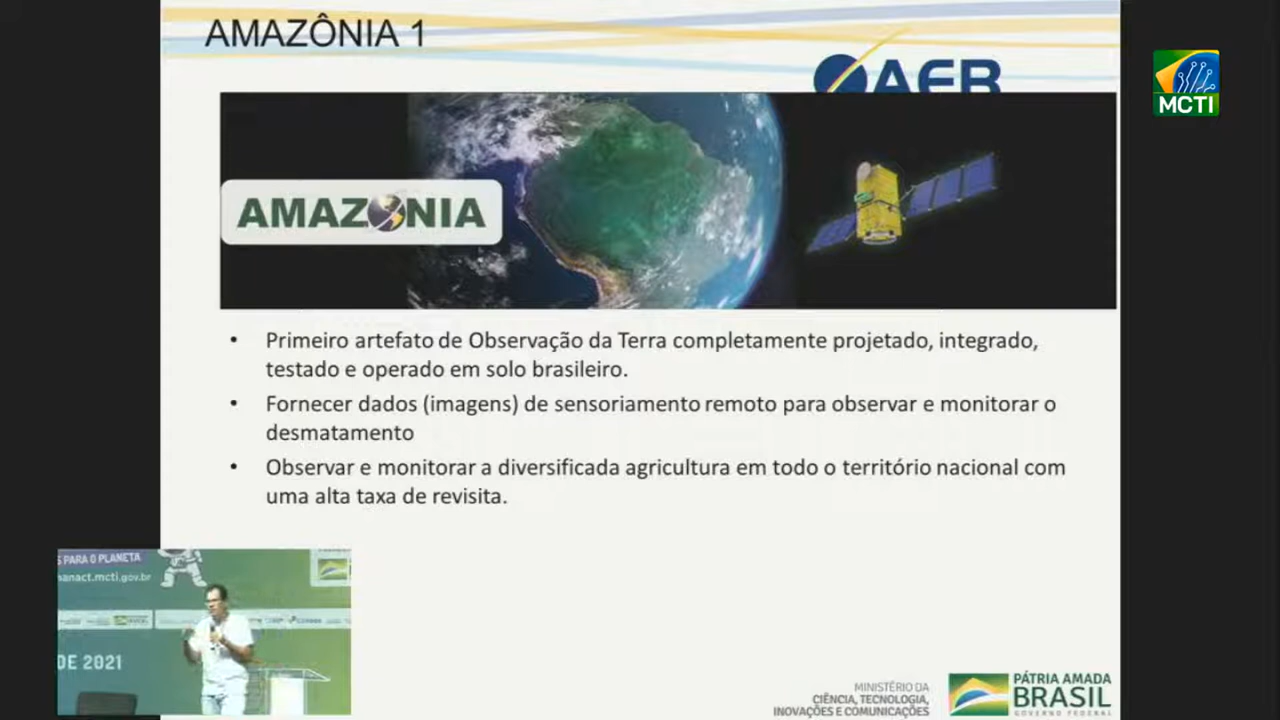 AMAZÔNIA 1
AEB
MCTI
AMAZONIA
• Primeiro artefato de Observação da Terra completamente projetado, integrado,
testado e operado em solo brasileiro.
• Fornecer dados (imagens) de sensoriamento remoto para observar e monitorar o
desmatamento
• Observar e monitorar a diversificada agricultura em todo o território nacional com
uma alta taxa de revisita.
S PARA O PLANETA
nanact.mcti.gov.br
DE 2021
MINISTÉRIO DA
CIÊNCIA, TECNOLOGIA,
INOVAÇÕES E COMUNICAÇÕES
PÁTRIA AMADA
BRASIL
GOVERNO FEDERAL